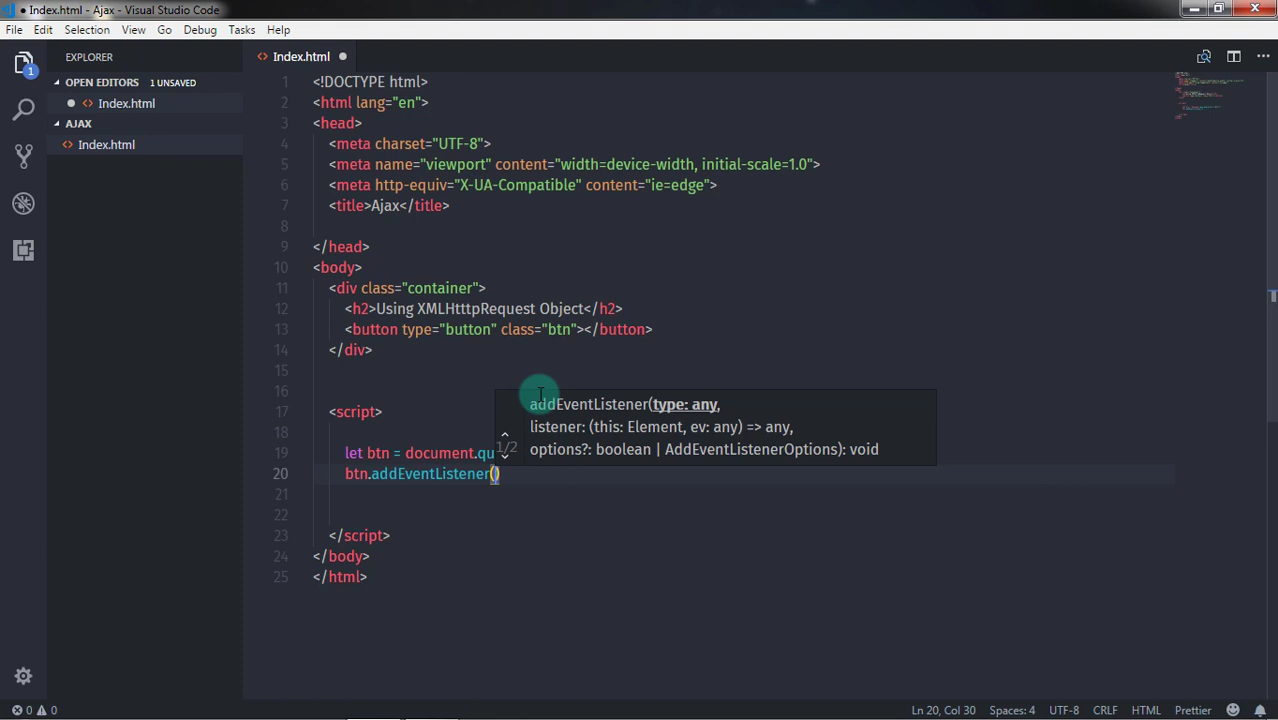 ● Index.html - Ajax - Visual Studio Code
File Edit Selection View Go Debug Tasks Help
EXPLORER
OPEN EDITORS 1 UNSAVED
● <> Index.html
AJAX
<> Index.html
1
<> Index.html ●
1 <!DOCTYPE html>
2 <html lang="en">
3 <head>
4 <meta charset="UTF-8">
5 <meta name="viewport" content="width=device-width, initial-scale=1.0">
6 <meta http-equiv="X-UA-Compatible" content="ie=edge">
7 <title>Ajax</title>
8
9 </head>
10 <body>
11 <div class="container">
12 <h2>Using XMLHtttpRequest Object</h2>
13 <button type="button" class="btn"></button>
14 </div>
15
16
17 <script>
18
19 let btn = document.qu
20 btn.addEventListener()
21
22
23 </script>
24 </body>
25 </html>
addEventListener(type: any,
listener: (this: Element, ev: any) => any,
options?: boolean | AddEventListenerOptions): void
1/2
0 0
Ln 20, Col 30 Spaces: 4 UTF-8 CRLF HTML Prettier